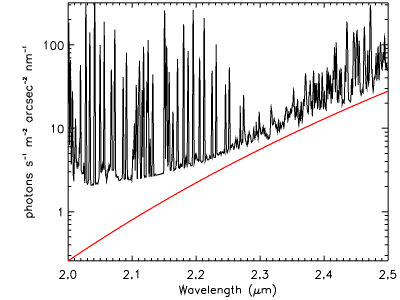 photons s⁻¹ m⁻² arcsec⁻² nm⁻¹
100
10
1
2.0 2.1 2.2 2.3 2.4 2.5
Wavelength (μm)